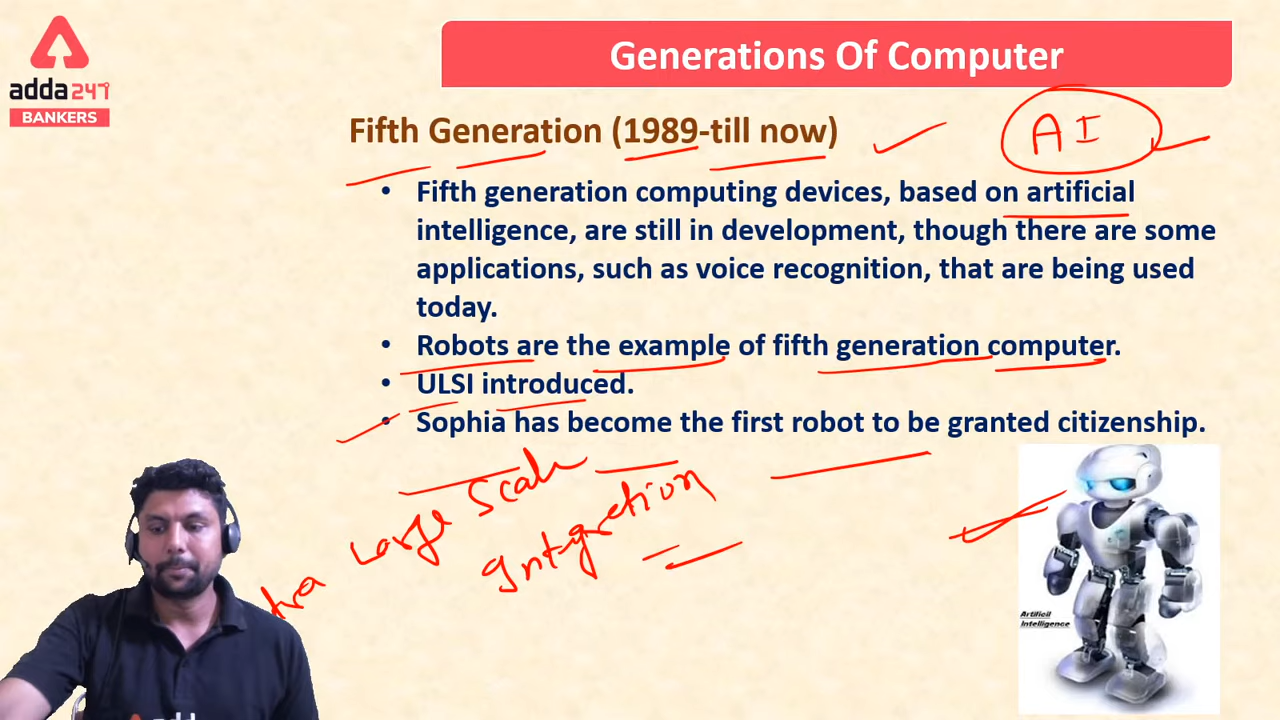 adda247
BANKERS
Generations Of Computer
Fifth Generation (1989-till now)
AI
• Fifth generation computing devices, based on artificial
intelligence, are still in development, though there are some
applications, such as voice recognition, that are being used
today.
• Robots are the example of fifth generation computer.
• ULSI introduced.
• Sophia has become the first robot to be granted citizenship.
Large Scale
Integretion
Artificil
Intelligence